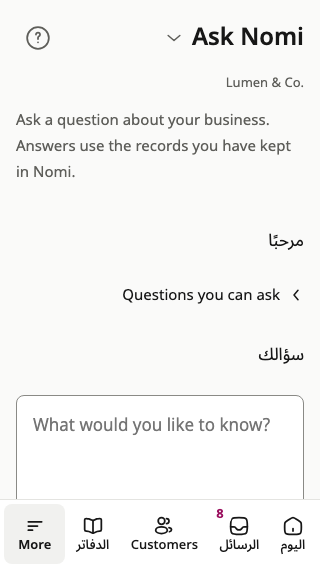 Ask Nomi
Lumen & Co.
Ask a question about your business.
Answers use the records you have kept
in Nomi.
مرحبًا
Questions you can ask
سؤالك
What would you like to know?
8
اليوم
الرسائل
Customers
الدفاتر
More